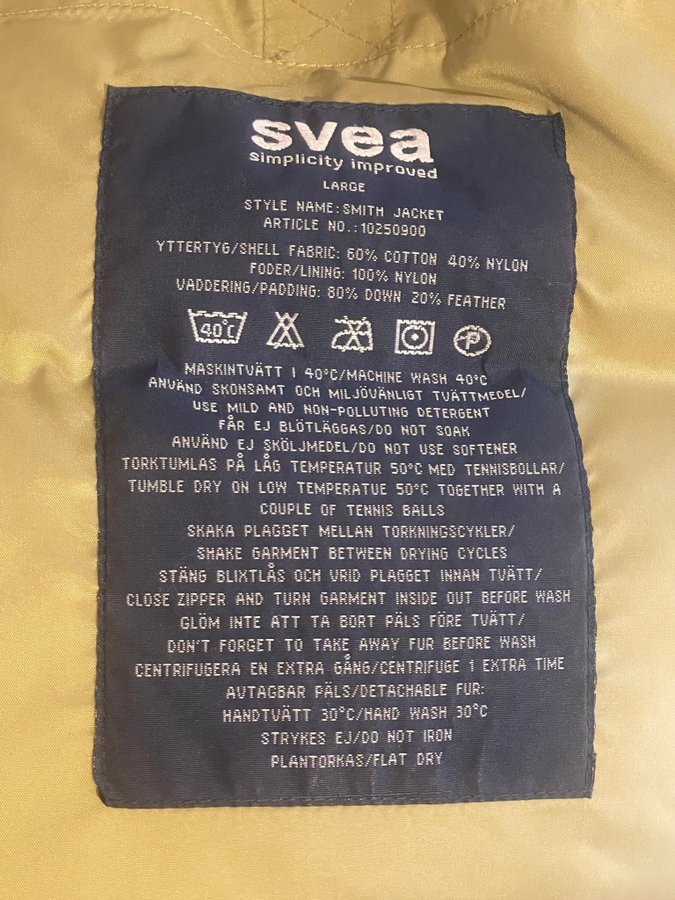 svea
simplicity improved
LARGE
STYLE NAME:SMITH JACKET
ARTICLE NO.:10250900
YTTERTYG/SHELL FABRIC: 60% COTTON 40% NYLON
FODER/LINING: 100% NYLON
VADDERING/PADDING: 80% DOWN 20% FEATHER
40°C P
MASKINTVÄTT I 40°C/MACHINE WASH 40°C
ANVÄND SKONSAMT OCH MILJÖVÄNLIGT TVÄTTMEDEL/
USE MILD AND NON-POLLUTING DETERGENT
FÅR EJ BLÖTLÄGGAS/DO NOT SOAK
ANVÄND EJ SKÖLJMEDEL/DO NOT USE SOFTENER
TORKTUMLAS PÅ LÅG TEMPERATUR 50°C MED TENNISBOLLAR/
TUMBLE DRY ON LOW TEMPERATUE 50°C TOGETHER WITH A
COUPLE OF TENNIS BALLS
SKAKA PLAGGET MELLAN TORKNINGSCYKLER/
SHAKE GARMENT BETWEEN DRYING CYCLES
STÄNG BLIXTLÅS OCH VRID PLAGGET INNAN TVÄTT/
CLOSE ZIPPER AND TURN GARMENT INSIDE OUT BEFORE WASH
GLÖM INTE ATT TA BORT PÄLS FÖRE TVÄTT/
DON'T FORGET TO TAKE AWAY FUR BEFORE WASH
CENTRIFUGERA EN EXTRA GÅNG/CENTRIFUGE 1 EXTRA TIME
AVTAGBAR PÄLS/DETACHABLE FUR:
HANDTVÄTT 30°C/HAND WASH 30°C
STRYKES EJ/DO NOT IRON
PLANTORKAS/FLAT DRY